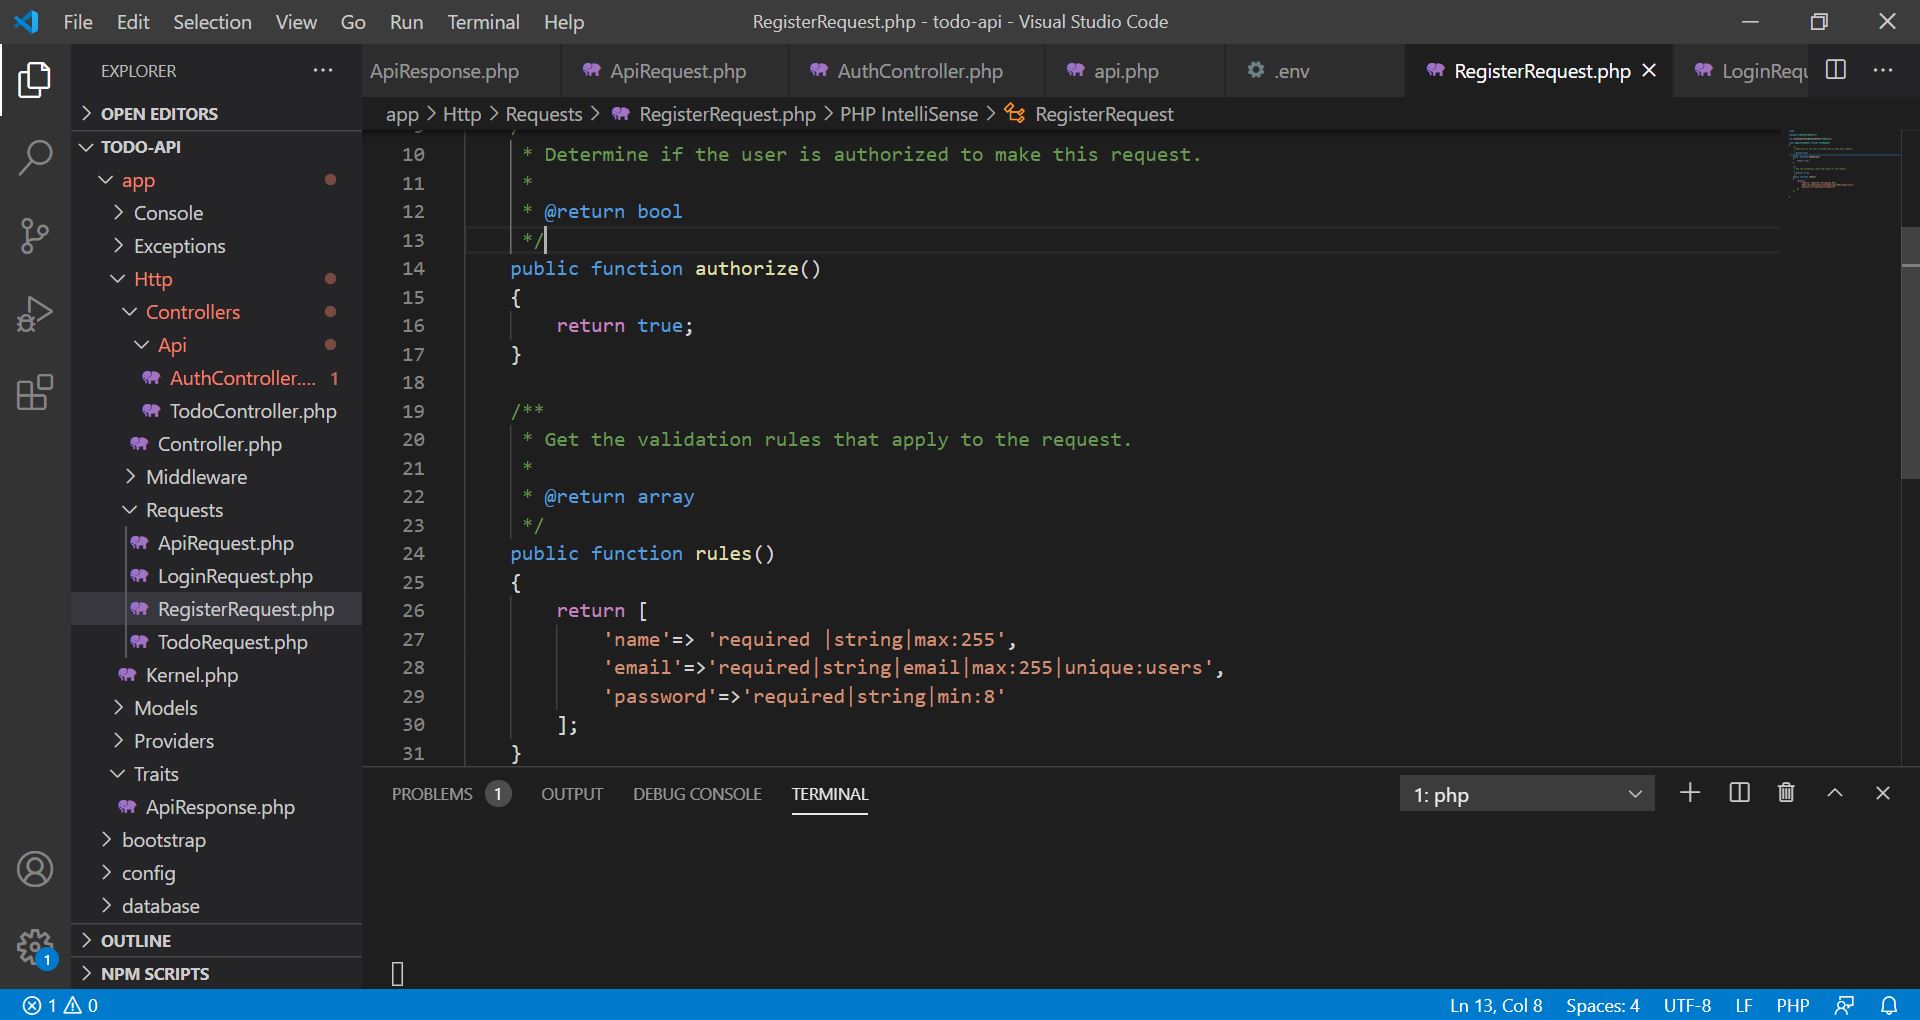 File Edit Selection View Go Run Terminal Help
RegisterRequest.php - todo-api - Visual Studio Code
EXPLORER
OPEN EDITORS
TODO-API
app
Console
Exceptions
Http
Controllers
Api
AuthController.... 1
TodoController.php
Controller.php
Middleware
Requests
ApiRequest.php
LoginRequest.php
RegisterRequest.php
TodoRequest.php
Kernel.php
Models
Providers
Traits
ApiResponse.php
bootstrap
config
database
OUTLINE
NPM SCRIPTS
1
ApiResponse.php ApiRequest.php AuthController.php api.php .env RegisterRequest.php LoginRequ
app > Http > Requests > RegisterRequest.php > PHP IntelliSense > RegisterRequest
10 * Determine if the user is authorized to make this request.
11 *
12 * @return bool
13 */
14 public function authorize()
15 {
16 return true;
17 }
18
19 /**
20 * Get the validation rules that apply to the request.
21 *
22 * @return array
23 */
24 public function rules()
25 {
26 return [
27 'name'=> 'required |string|max:255',
28 'email'=>'required|string|email|max:255|unique:users',
29 'password'=>'required|string|min:8'
30 ];
31 }
PROBLEMS 1 OUTPUT DEBUG CONSOLE TERMINAL
1: php
1 0
Ln 13, Col 8 Spaces: 4 UTF-8 LF PHP